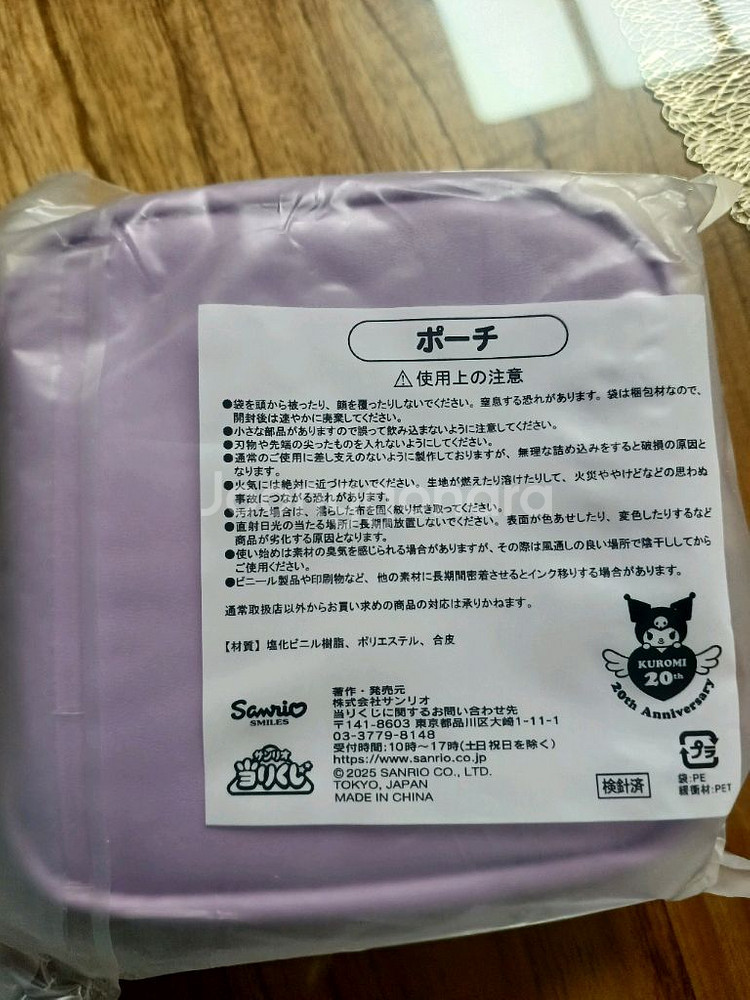 ポーチ
⚠使用上の注意
●袋を頭から被ったり、顔を覆ったりしないでください。窒息する恐れがあります。袋は梱包材なので、
開封後は速やかに廃棄してください。
●小さな部品がありますので誤って飲み込まないように注意してください。
●刃物や先端の尖ったものを入れないようにしてください。
●通常のご使用に差し支えのないように製作しておりますが、無理な詰め込みをすると破損の原因と
なります。
●火気には絶対に近づけないでください。生地が燃えたり溶けたりして、火災ややけどなどの思わぬ
事故につながる恐れがあります。
●汚れた場合は、濡らした布を固く絞り拭き取ってください。
●直射日光の当たる場所に長期間放置しないでください。表面が色あせしたり、変色したりするなど
商品が劣化する原因となります。
●使い始めは素材の臭気を感じられる場合がありますが、その際は風通しの良い場所で陰干ししてから
ご使用ください。
●ビニール製品や印刷物など、他の素材に長期間密着させるとインク移りする場合があります。
通常取扱店以外からお買い求めの商品の対応は承りかねます。
【材質】塩化ビニル樹脂、ポリエステル、合皮
KUROMI
20th
20th Anniversary
Sanrio
SMILES
サンリオ
当りくじ
著作・発売元
株式会社サンリオ
当りくじに関するお問い合わせ先
〒141-8603 東京都品川区大崎1-11-1
03-3779-8148
受付時間:10時～17時(土日祝日を除く)
https://www.sanrio.co.jp
©2025 SANRIO CO., LTD.
TOKYO, JAPAN
MADE IN CHINA
検針済
プラ
袋:PE
緩衝材:PET